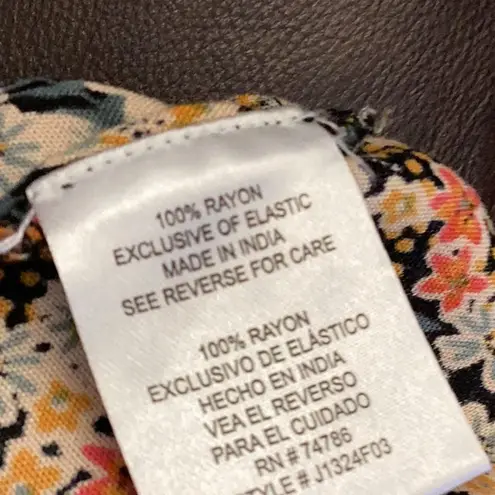 100% RAYON
EXCLUSIVE OF ELASTIC
MADE IN INDIA
SEE REVERSE FOR CARE
100% RAYON
EXCLUSIVO DE ELÁSTICO
HECHO EN INDIA
VEA EL REVERSO
PARA EL CUIDADO
RN # 74786
STYLE # J1324F03